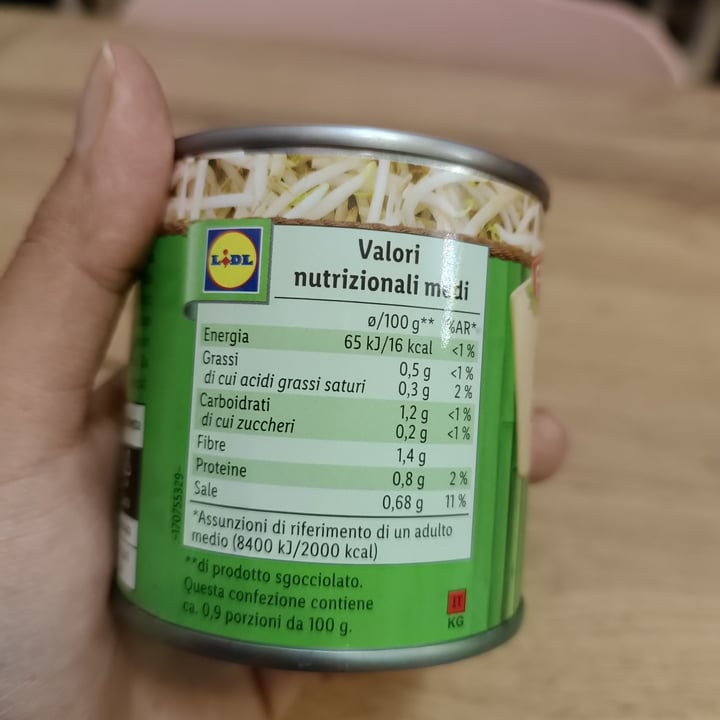 LIDL
Valori
nutrizionali medi
ø/100 g** %AR*
Energia 65 kJ/16 kcal <1 %
Grassi 0,5 g <1 %
di cui acidi grassi saturi 0,3 g 2 %
Carboidrati 1,2 g <1 %
di cui zuccheri 0,2 g <1 %
Fibre 1,4 g
Proteine 0,8 g 2 %
Sale 0,68 g 11 %
*Assunzioni di riferimento di un adulto
medio (8400 kJ/2000 kcal)
**di prodotto sgocciolato.
Questa confezione contiene
ca. 0,9 porzioni da 100 g.
-170755329-
KG